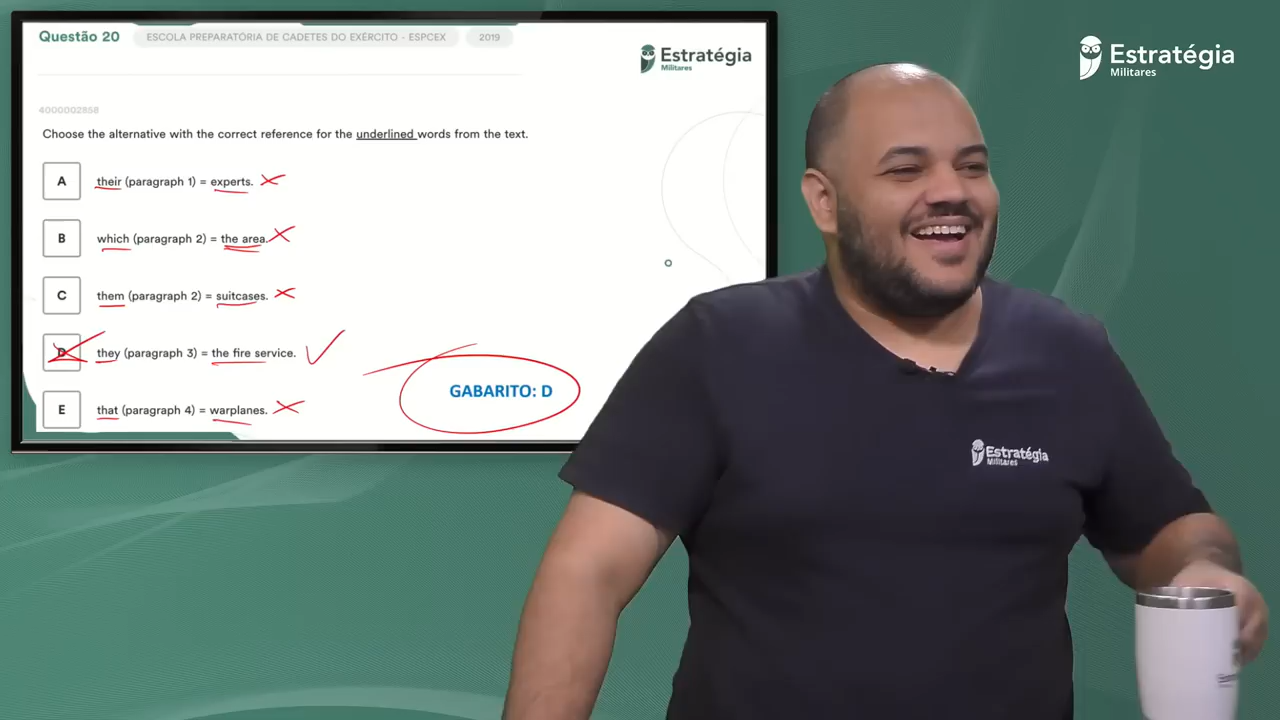 Questão 20
ESCOLA PREPARATÓRIA DE CADETES DO EXÉRCITO - ESPCEX
2019
Estratégia
Militares
4000002858
Choose the alternative with the correct reference for the underlined words from the text.
A
their (paragraph 1) = experts.
B
which (paragraph 2) = the area.
C
them (paragraph 2) = suitcases.
D
they (paragraph 3) = the fire service.
E
that (paragraph 4) = warplanes.
GABARITO: D
Estratégia
Militares
Estratégia
Militares